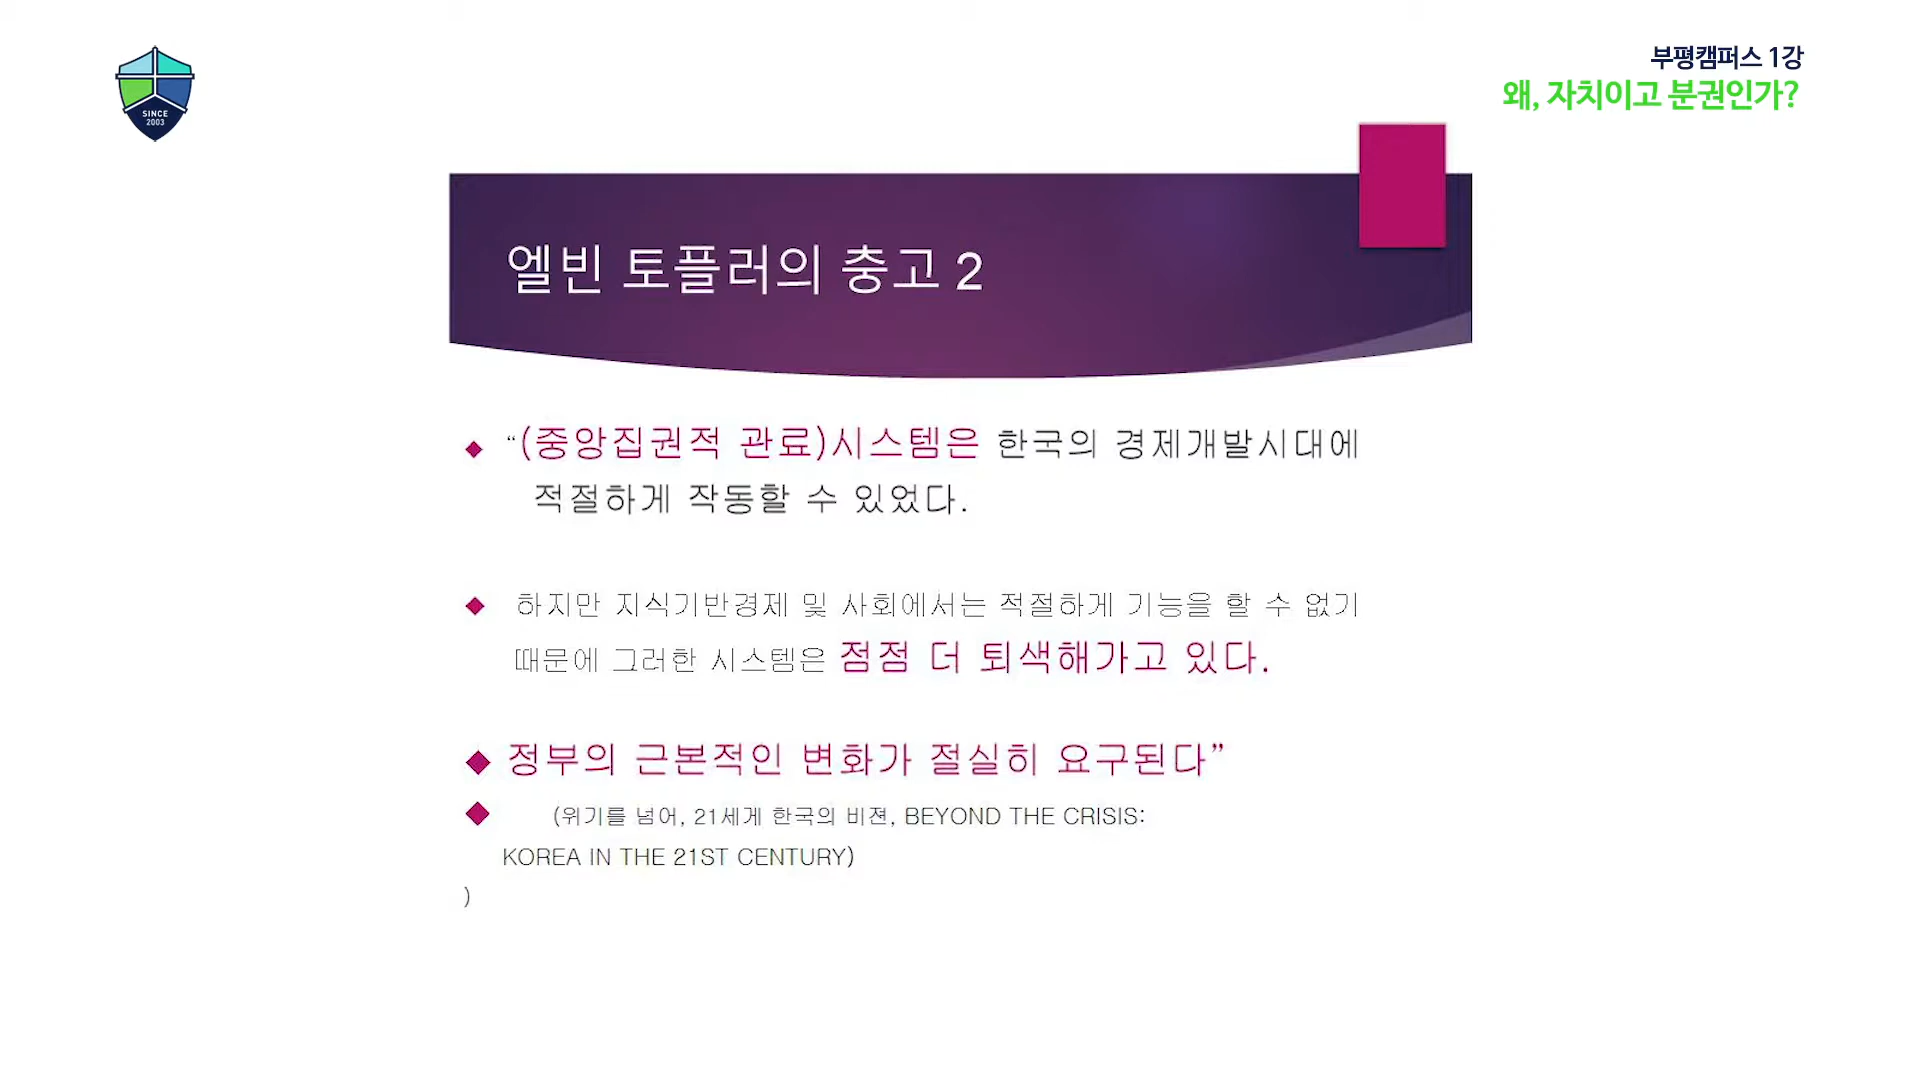 SINCE
2003
부평캠퍼스 1강
왜, 자치이고 분권인가?
엘빈 토플러의 충고 2
“(중앙집권적 관료)시스템은 한국의 경제개발시대에
적절하게 작동할 수 있었다.
하지만 지식기반경제 및 사회에서는 적절하게 기능을 할 수 없기
때문에 그러한 시스템은 점점 더 퇴색해가고 있다.
정부의 근본적인 변화가 절실히 요구된다”
(위기를 넘어, 21세게 한국의 비젼, BEYOND THE CRISIS:
KOREA IN THE 21ST CENTURY)
)